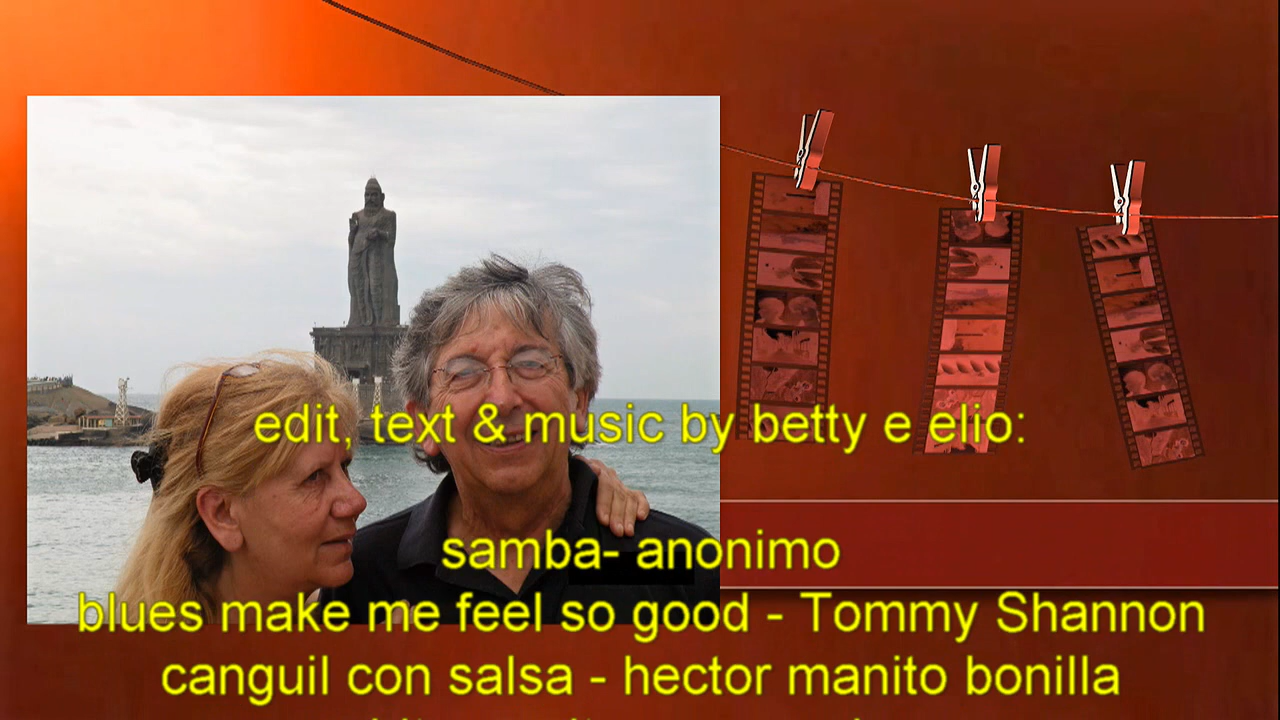 edit, text & music by betty e elio:
samba- anonimo
blues make me feel so good - Tommy Shannon
canguil con salsa - hector manito bonilla